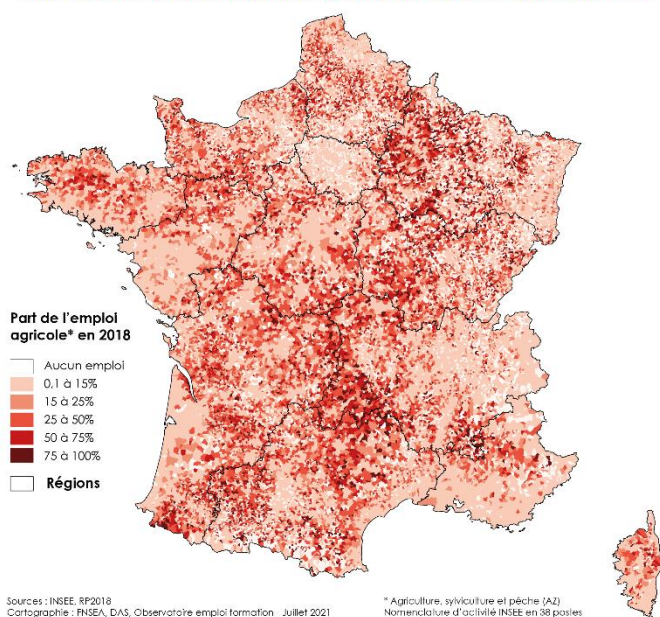 Part de l'emploi
agricole* en 2018
Aucun emploi
0,1 à 15%
15 à 25%
25 à 50%
50 à 75%
75 à 100%
Régions
Sources : INSEE, RP2018
Cartographie : FNSEA, DAS, Observatoire emploi formation Juillet 2021
* Agriculture, sylviculture et pêche (AZ)
Nomenclature d'activité INSEE en 38 postes